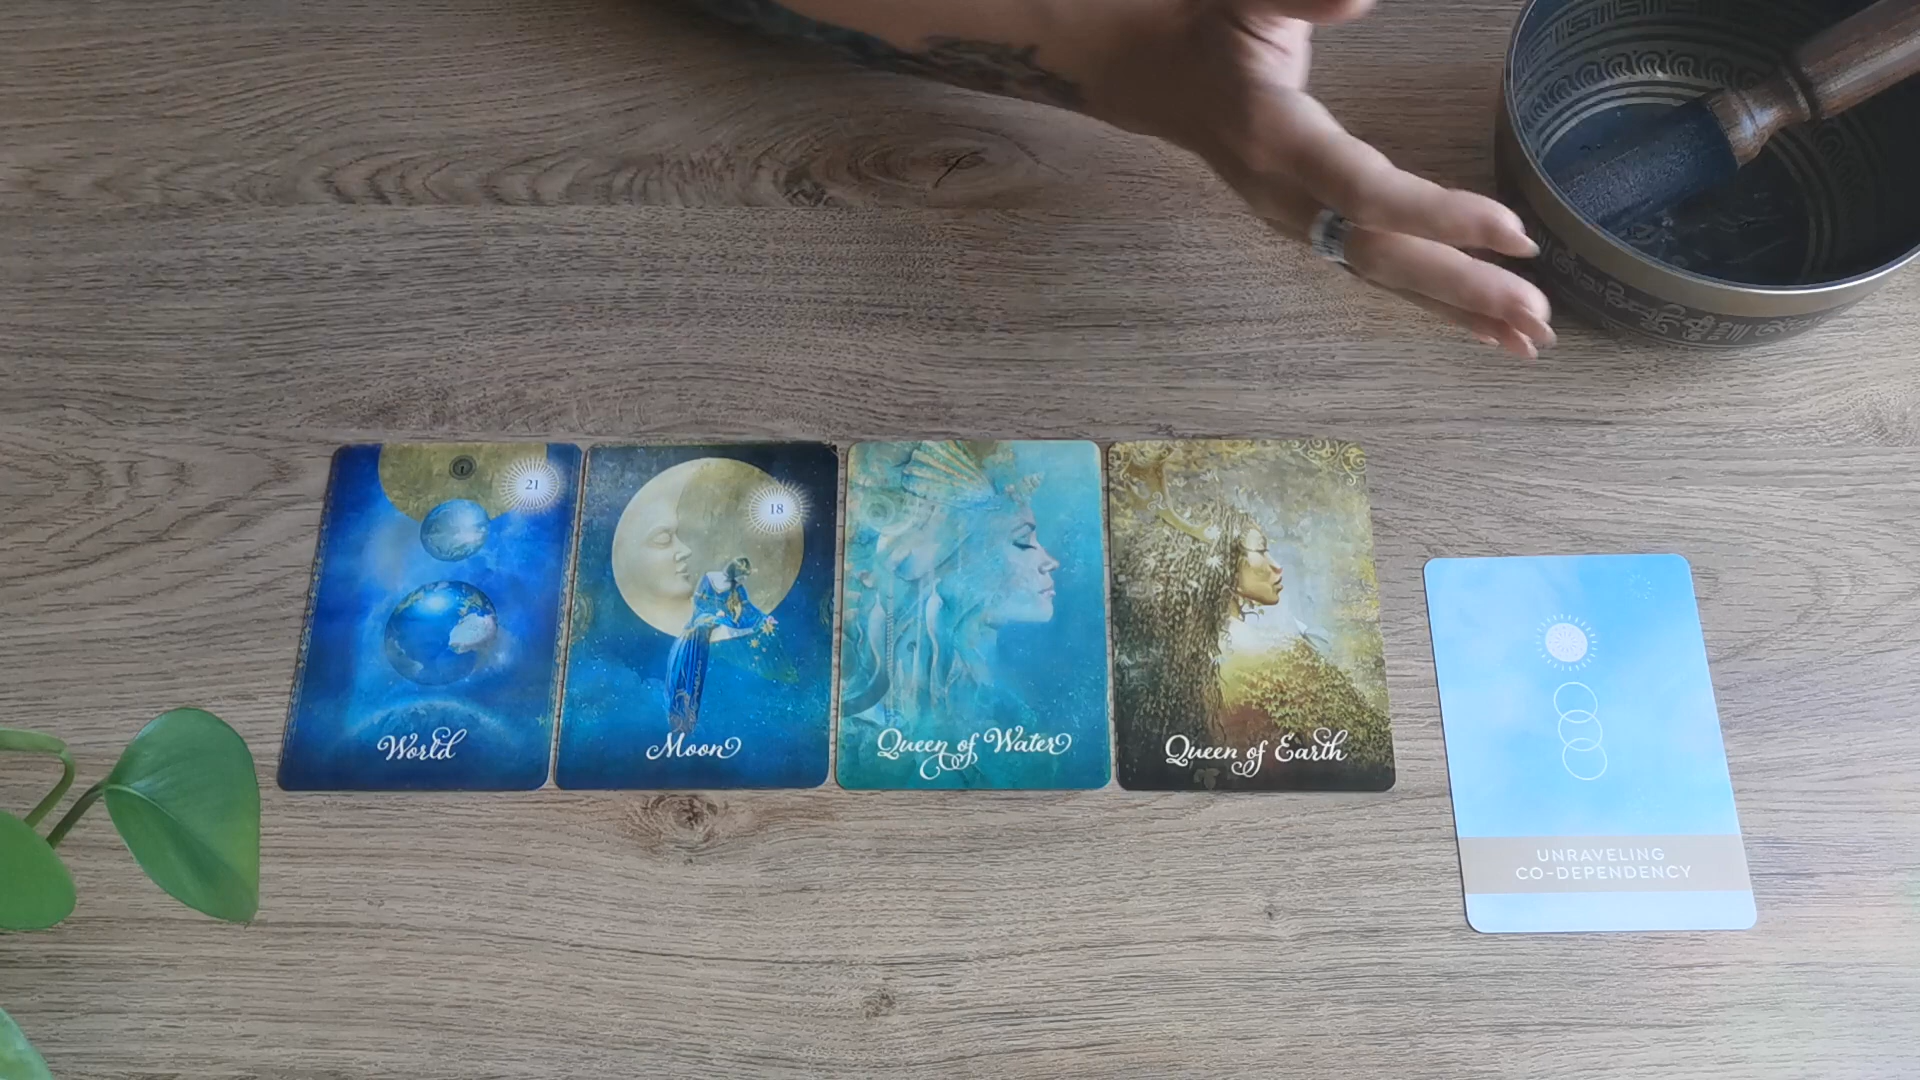 21
World
18
Moon
Queen of Water
Queen of Earth
UNRAVELING
CO-DEPENDENCY